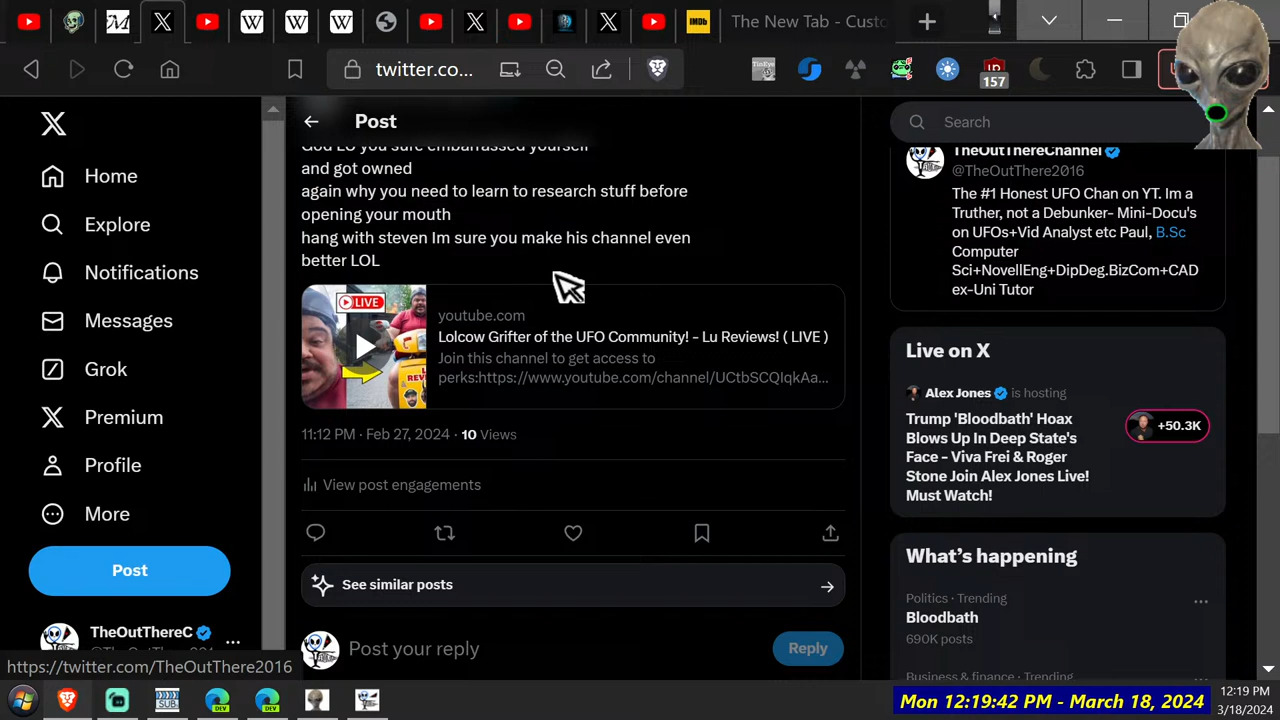 The New Tab - Custo
twitter.co...
157
Home
Explore
Notifications
Messages
Grok
Premium
Profile
More
Post
TheOutThereC
https://twitter.com/TheOutThere2016
Post
God LU you sure embarrassed yourself
and got owned
again why you need to learn to research stuff before
opening your mouth
hang with steven Im sure you make his channel even
better LOL
LIVE
youtube.com
Lolcow Grifter of the UFO Community! - Lu Reviews! ( LIVE )
Join this channel to get access to
perks:https://www.youtube.com/channel/UCtbSCQIqkAa...
11:12 PM · Feb 27, 2024 · 10 Views
View post engagements
See similar posts
Post your reply
Reply
Search
TheOutThereChannel
@TheOutThere2016
The #1 Honest UFO Chan on YT. Im a
Truther, not a Debunker- Mini-Docu's
on UFOs+Vid Analyst etc Paul, B.Sc
Computer
Sci+NovellEng+DipDeg.BizCom+CAD
ex-Uni Tutor
Live on X
Alex Jones is hosting
Trump 'Bloodbath' Hoax
Blows Up In Deep State's
Face - Viva Frei & Roger
Stone Join Alex Jones Live!
Must Watch!
+50.3K
What's happening
Politics · Trending
Bloodbath
690K posts
Business & finance · Trending
Mon 12:19:42 PM - March 18, 2024
12:19 PM
3/18/2024